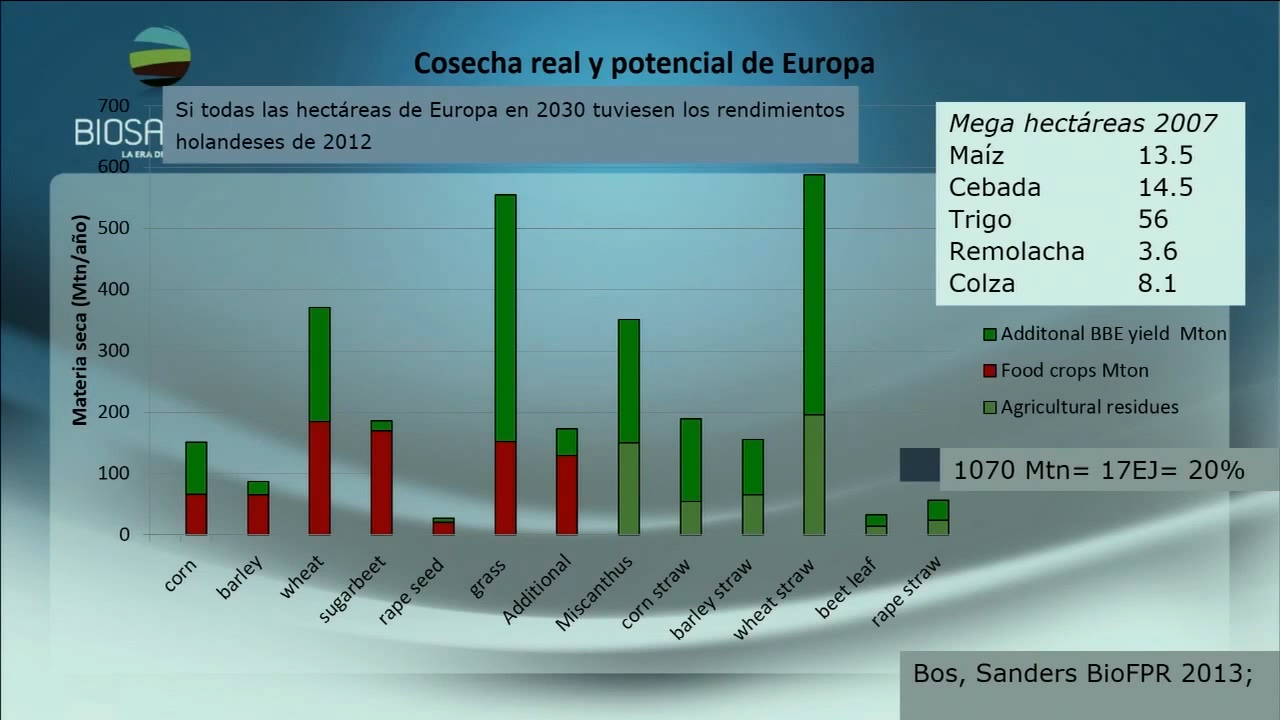 Cosecha real y potencial de Europa
Si todas las hectáreas de Europa en 2030 tuviesen los rendimientos
holandeses de 2012
BIOSA
LA ERA DE
Materia seca (Mtn/año)
700
600
500
400
300
200
100
0
corn
barley
wheat
sugarbeet
rape seed
grass
Additional
Miscanthus
corn straw
barley straw
wheat straw
beet leaf
rape straw
Mega hectáreas 2007
Maíz 13.5
Cebada 14.5
Trigo 56
Remolacha 3.6
Colza 8.1
Additonal BBE yield Mton
Food crops Mton
Agricultural residues
1070 Mtn= 17EJ= 20%
Bos, Sanders BioFPR 2013;